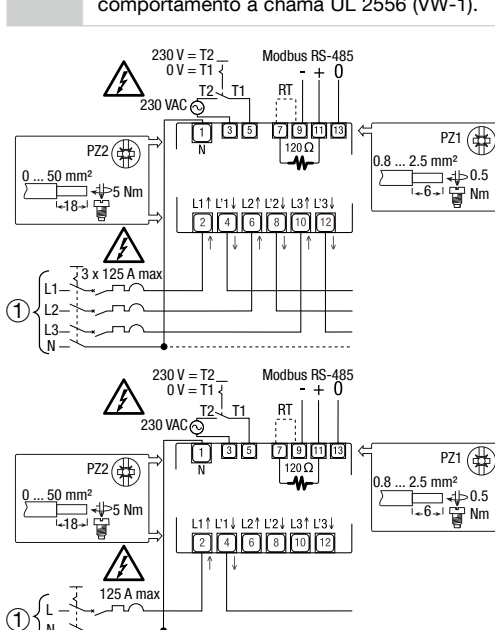 comportamento à chama UL 2556 (VW-1).
230 V = T2
0 V = T1
Modbus RS-485
- + 0
T2 T1
RT
230 VAC
1 3 5 7 9 11 13
N
120 Ω
PZ2
0 ... 50 mm²
5 Nm
18
PZ1
0.8 ... 2.5 mm²
0.5
6
Nm
L1↑ L'1↓ L2↑ L'2↓ L3↑ L'3↓
2 4 6 8 10 12
3 x 125 A max
1
L1
L2
L3
N
230 V = T2
0 V = T1
Modbus RS-485
- + 0
T2 T1
RT
230 VAC
1 3 5 7 9 11 13
N
120 Ω
PZ2
0 ... 50 mm²
5 Nm
18
PZ1
0.8 ... 2.5 mm²
0.5
6
Nm
L1↑ L'1↓ L2↑ L'2↓ L3↑ L'3↓
2 4 6 8 10 12
125 A max
1
L
N